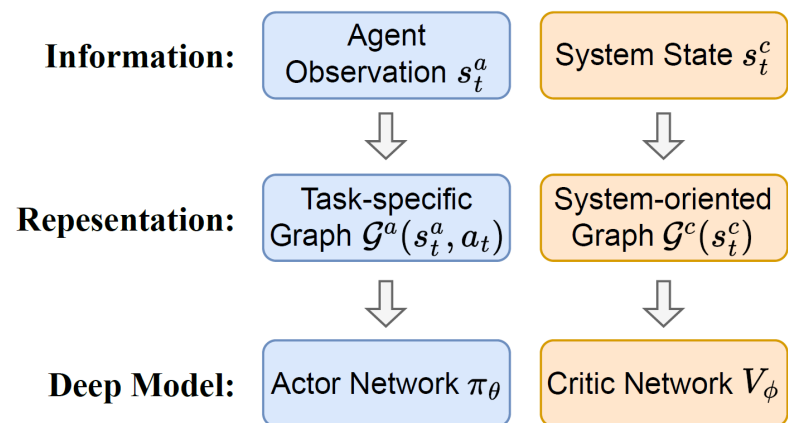 Information:
Agent
Observation $s_t^a$
System State $s_t^c$
Repesentation:
Task-specific
Graph $\mathcal{G}^a(s_t^a, a_t)$
System-oriented
Graph $\mathcal{G}^c(s_t^c)$
Deep Model:
Actor Network $\pi_\theta$
Critic Network $V_\phi$